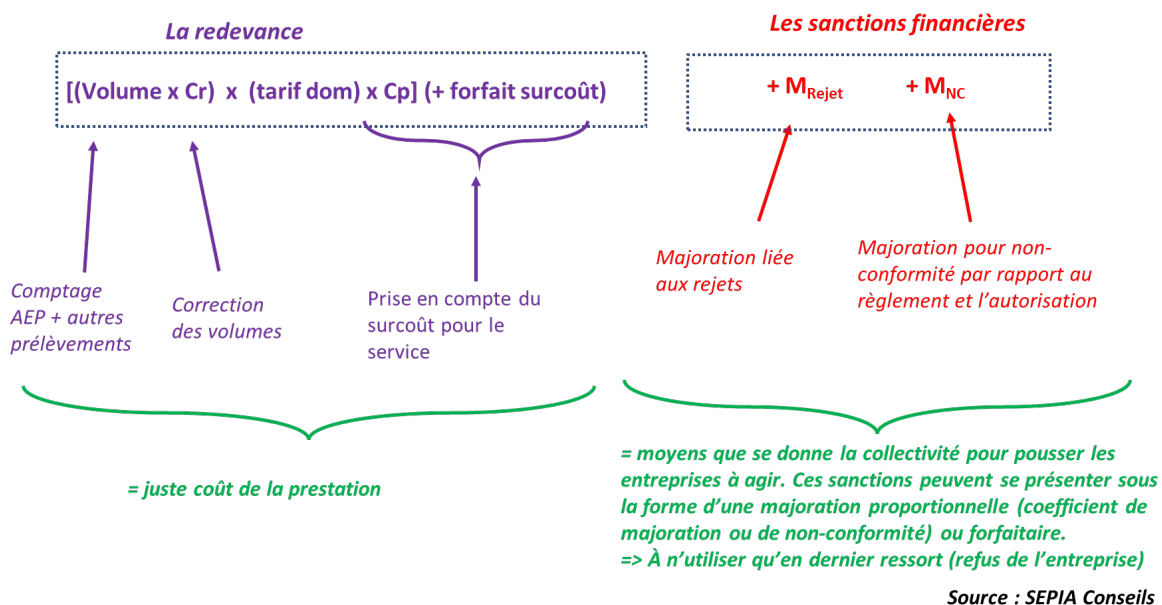 La redevance
[(Volume x Cr) x (tarif dom) x Cp] (+ forfait surcoût)
Comptage
AEP + autres
prélèvements
Correction
des volumes
Prise en compte du
surcoût pour le
service
= juste coût de la prestation
Les sanctions financières
+ MRejet + MNC
Majoration liée
aux rejets
Majoration pour non-
conformité par rapport au
règlement et l’autorisation
= moyens que se donne la collectivité pour pousser les
entreprises à agir. Ces sanctions peuvent se présenter sous
la forme d’une majoration proportionnelle (coefficient de
majoration ou de non-conformité) ou forfaitaire.
=> À n’utiliser qu’en dernier ressort (refus de l’entreprise)
Source : SEPIA Conseils